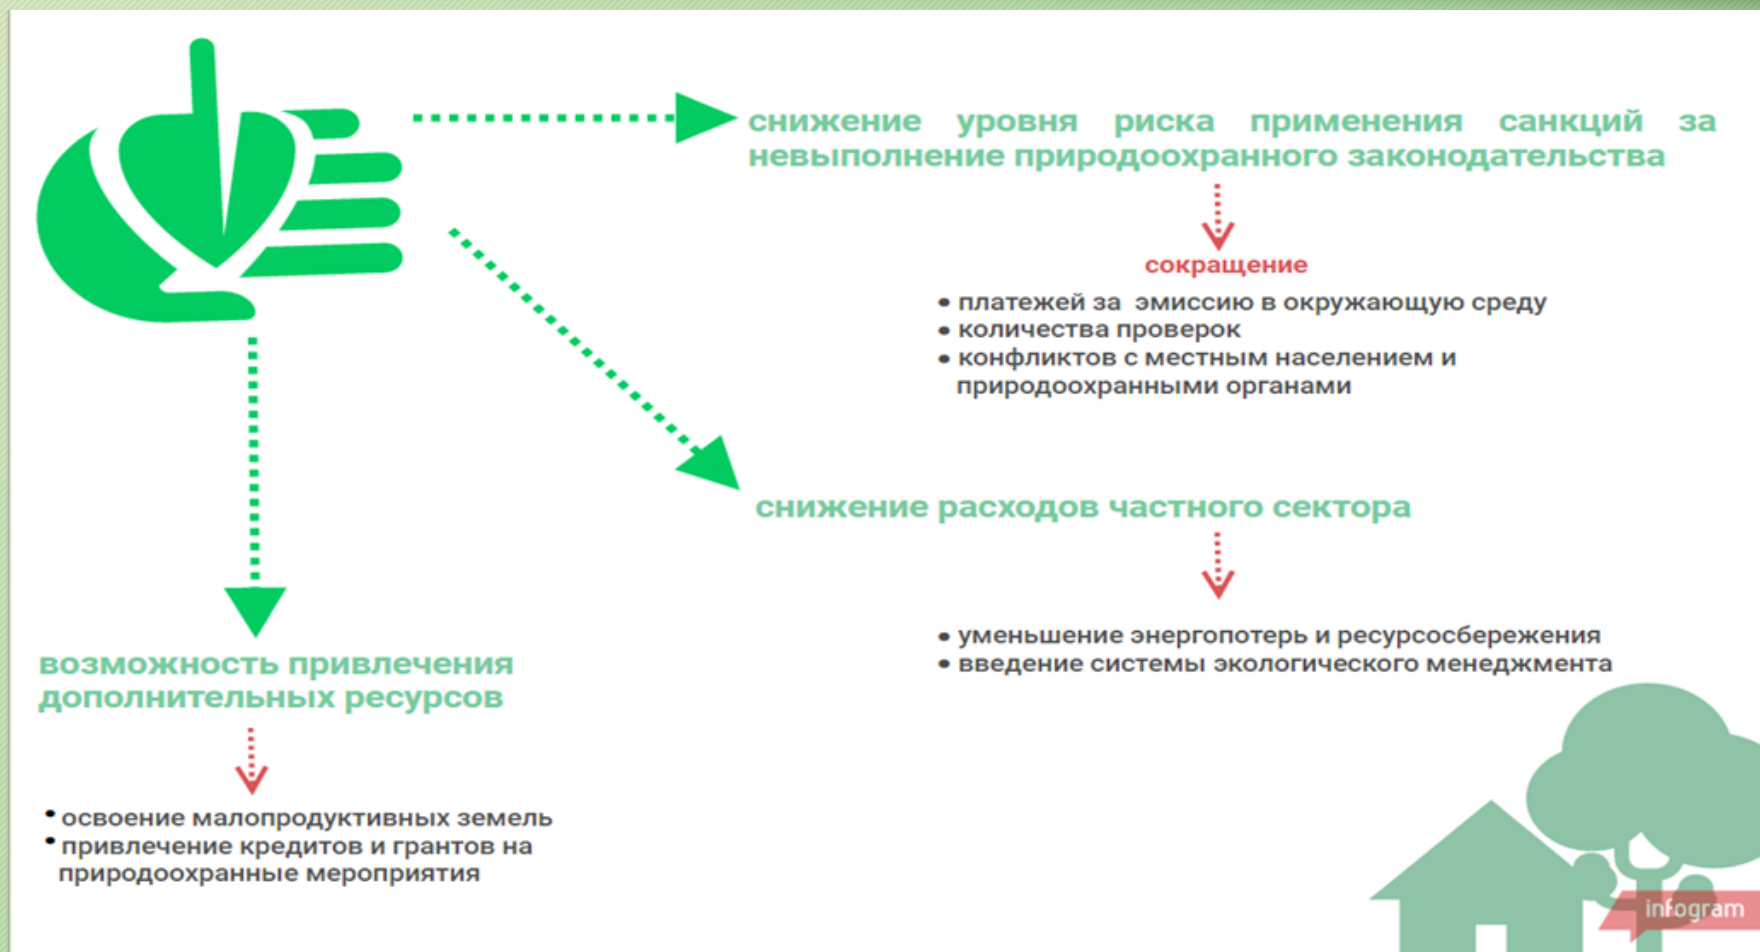 снижение уровня риска применения санкций за
невыполнение природоохранного законодательства
сокращение
• платежей за эмиссию в окружающую среду
• количества проверок
• конфликтов с местным населением и
природоохранными органами
снижение расходов частного сектора
• уменьшение энергопотерь и ресурсосбережения
• введение системы экологического менеджмента
возможность привлечения
дополнительных ресурсов
• освоение малопродуктивных земель
• привлечение кредитов и грантов на
природоохранные мероприятия
infogram